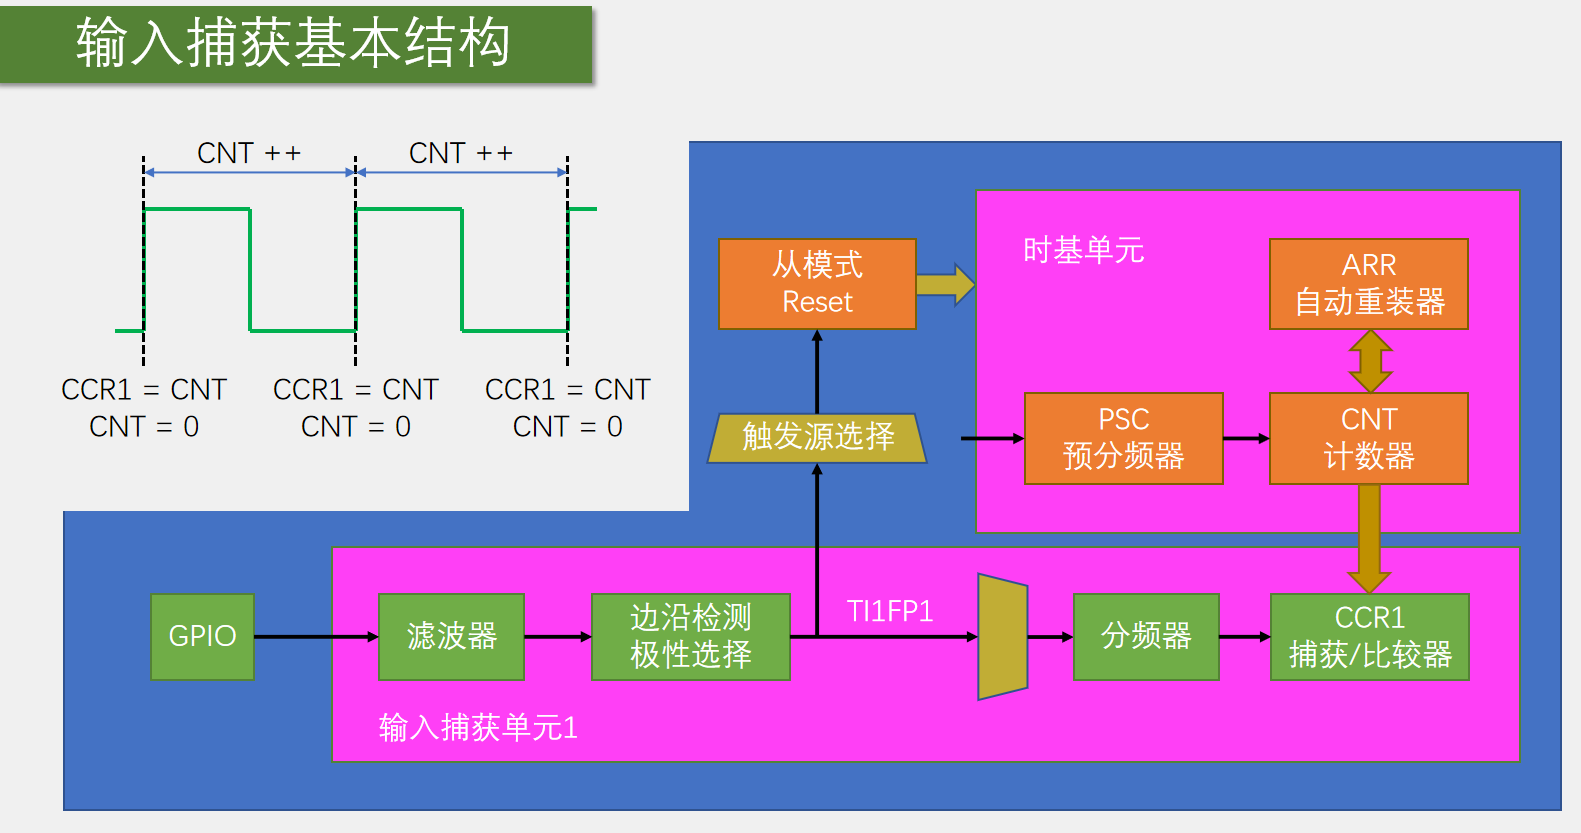 输入捕获基本结构
CNT ++
CNT ++
CCR1 = CNT
CNT = 0
CCR1 = CNT
CNT = 0
CCR1 = CNT
CNT = 0
从模式
Reset
时基单元
ARR
自动重装器
触发源选择
PSC
预分频器
CNT
计数器
GPIO
滤波器
边沿检测
极性选择
TI1FP1
分频器
CCR1
捕获/比较器
输入捕获单元1